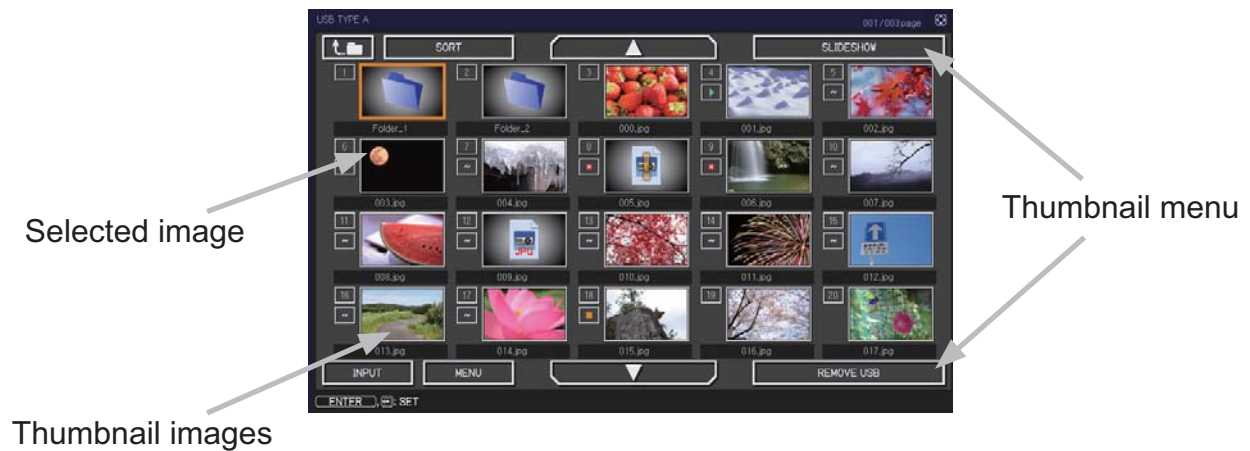 USB TYPE A 001/003page
SORT SLIDESHOW
1 2 3 4 5
Folder_1 Folder_2 000.jpg 001.jpg 002.jpg
6 7 8 9 10
003.jpg 004.jpg 005.jpg 006.jpg 007.jpg
Selected image
Thumbnail menu
11 12 13 14 15
JPG
008.jpg 009.jpg 010.jpg 011.jpg 012.jpg
16 17 18 19 20
013.jpg 014.jpg 015.jpg 016.jpg 017.jpg
INPUT MENU REMOVE USB
ENTER , : SET
Thumbnail images